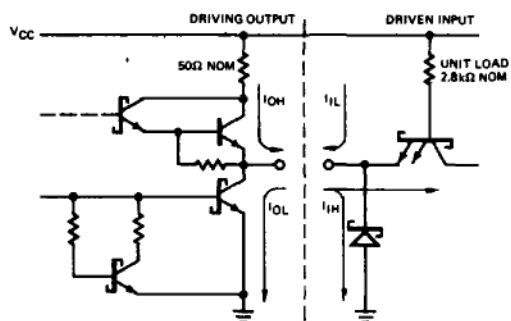 DRIVING OUTPUT
DRIVEN INPUT
VCC
50Ω NOM
UNIT LOAD
2.8kΩ NOM
IOH
IIL
IOL
IIH